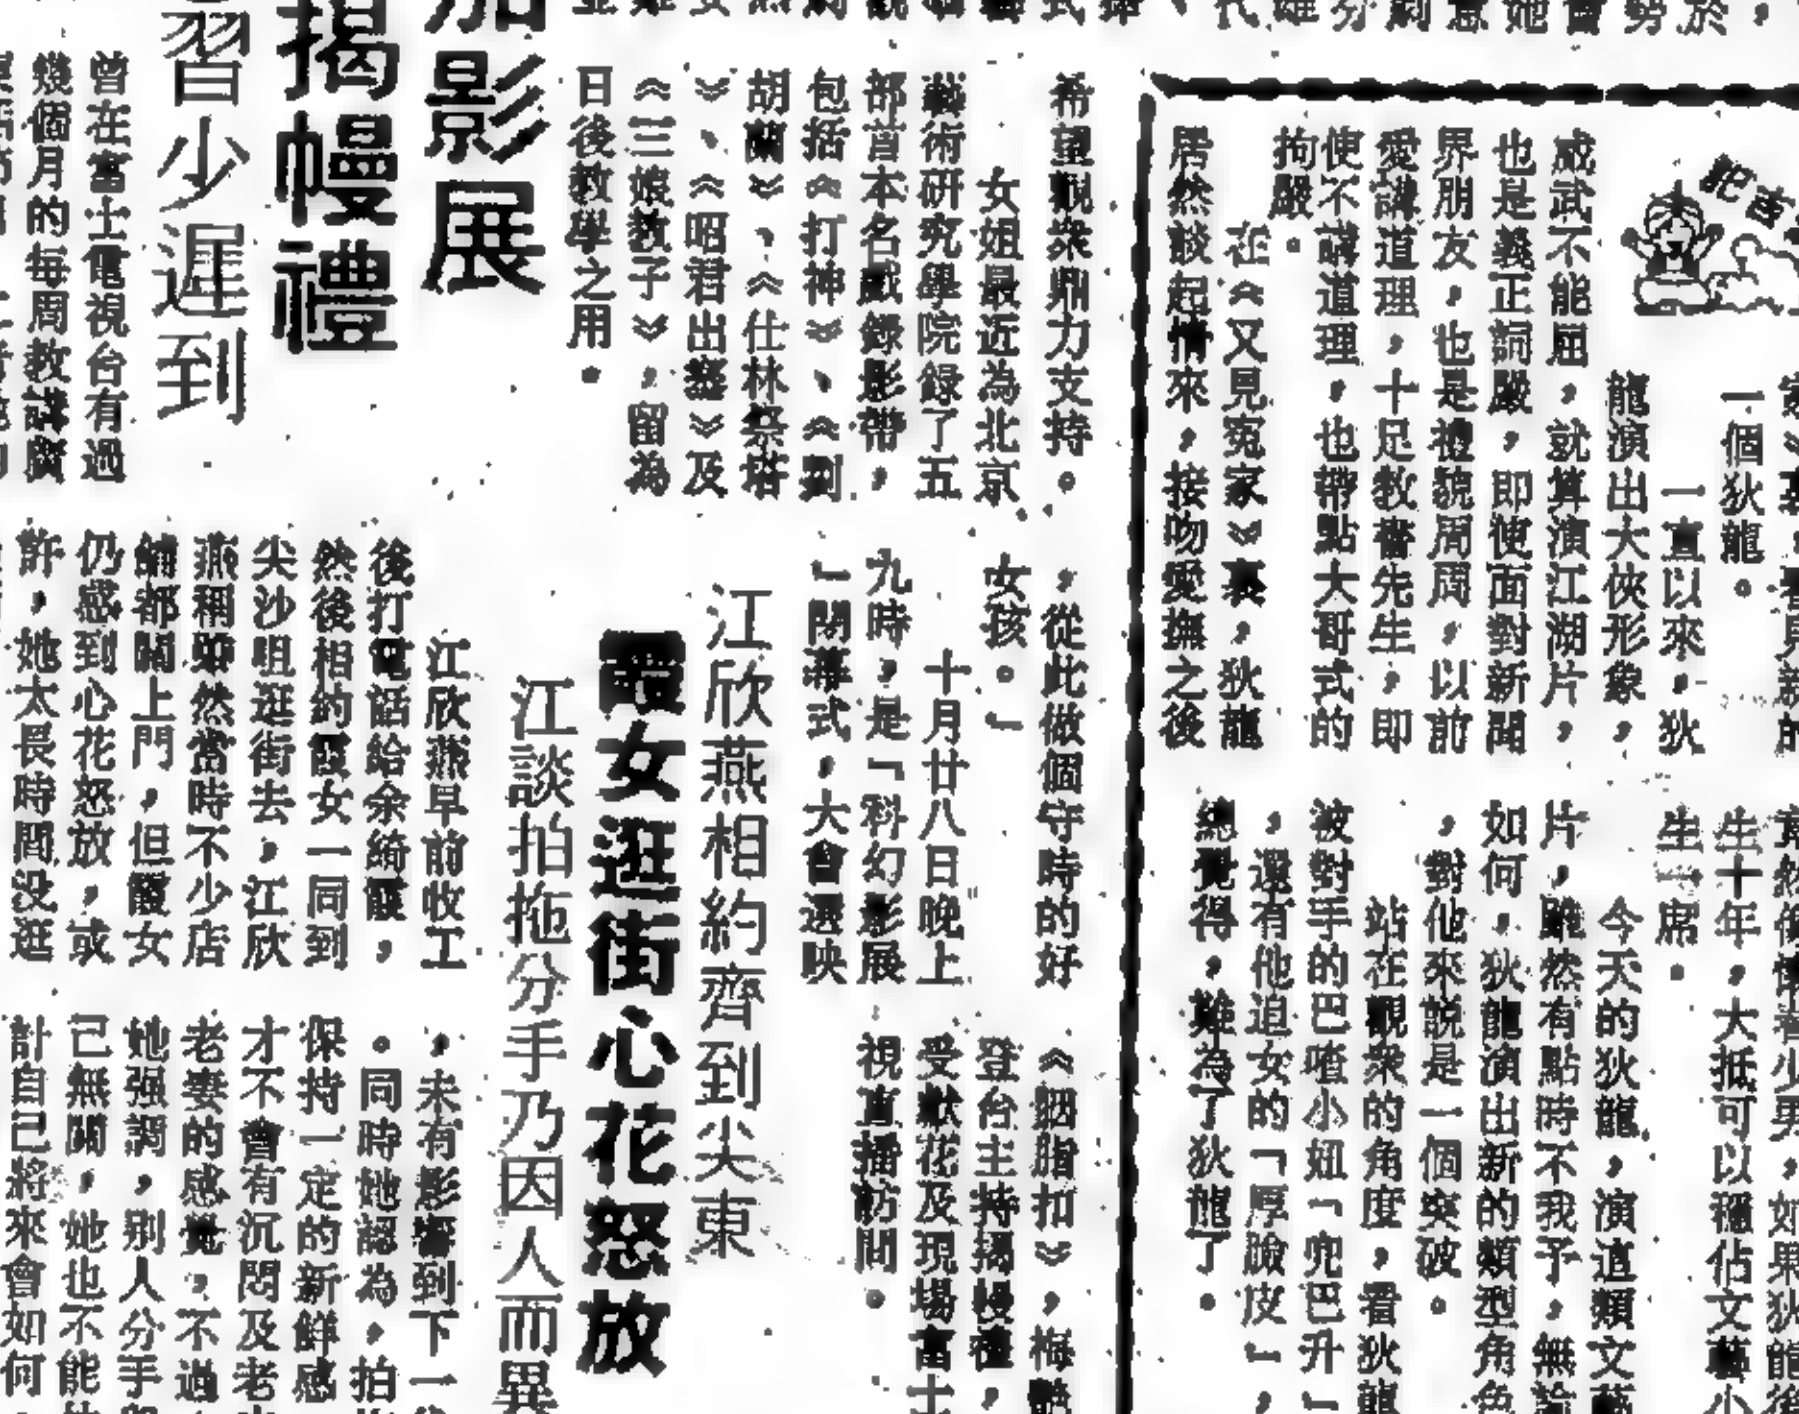 龍演出大俠形象，
一直以來，狄
一個狄龍。
威武不能屈，就算演江湖片，
也是義正詞嚴，即使面對新聞
界朋友，也是禮貌周周，以前
愛講道理，十足教書先生，即
使不講道理，也帶點大哥式的
拘嚴。
在《又見冤家》裏，狄龍
居然談起情來，接吻愛撫之後
生十年，大抵可以穩佔文藝小
生一席。
今天的狄龍，演這類文藝
片，雖然有點時不我予，無論
如何，狄龍演出新的類型角色
，對他來說是一個突破。
站在觀衆的角度，看狄龍
被對手的巴喳小妞「兜巴升」
，還有他追女的「厚臉皮」，
總覺得，難為了狄龍了。
希望觀衆鼎力支持。
女姐最近為北京
藝術研究學院録了五
部首本名戲錄影帶，
包括《打神》、《劉
胡蘭》、《仕林祭塔
》、《昭君出塞》及
《三娘教子》，留為
日後教學之用。
影展
揭幔禮
習少遲到
曾在富士電視台有過
幾個月的每周教講廣
，從此做個守時的好
女孩。」
十月廿八日晚上
九時，是「科幻影展
」閉幕式，大會選映
《胭脂扣》，梅艷
登台主持揭幔禮，
受獻花及現場富士
視直播訪問。
江欣燕相約齊到尖東
霞女逛街心花怒放
江談拍拖分手乃因人而異
江欣燕早前收工
後打電話給余綺霞，
然後相約霞女一同到
尖沙咀逛街去，江欣
燕稱雖然當時不少店
舖都關上門，但霞女
仍感到心花怒放，或
許，她太長時間没逛
，未有影響到下一
。同時她認為，拍
保持一定的新鮮感
才不會有沉悶及老
老妻的感覺，不過
她强調，别人分手
己無關，她也不能
計自己將來會如何